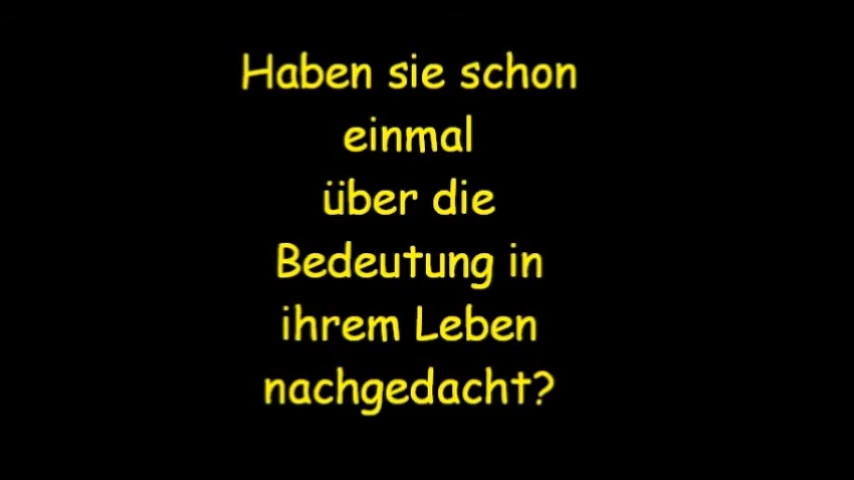 Haben sie schon
einmal
über die
Bedeutung in
ihrem Leben
nachgedacht?